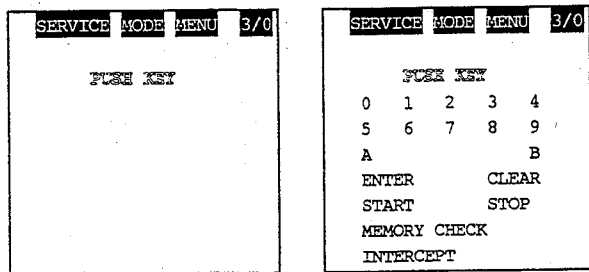 SERVICE MODE MENU 3/0
PUSH KEY
SERVICE MODE MENU 3/0
PUSH KEY
0 1 2 3 4
5 6 7 8 9
A B
ENTER CLEAR
START STOP
MEMORY CHECK
INTERCEPT